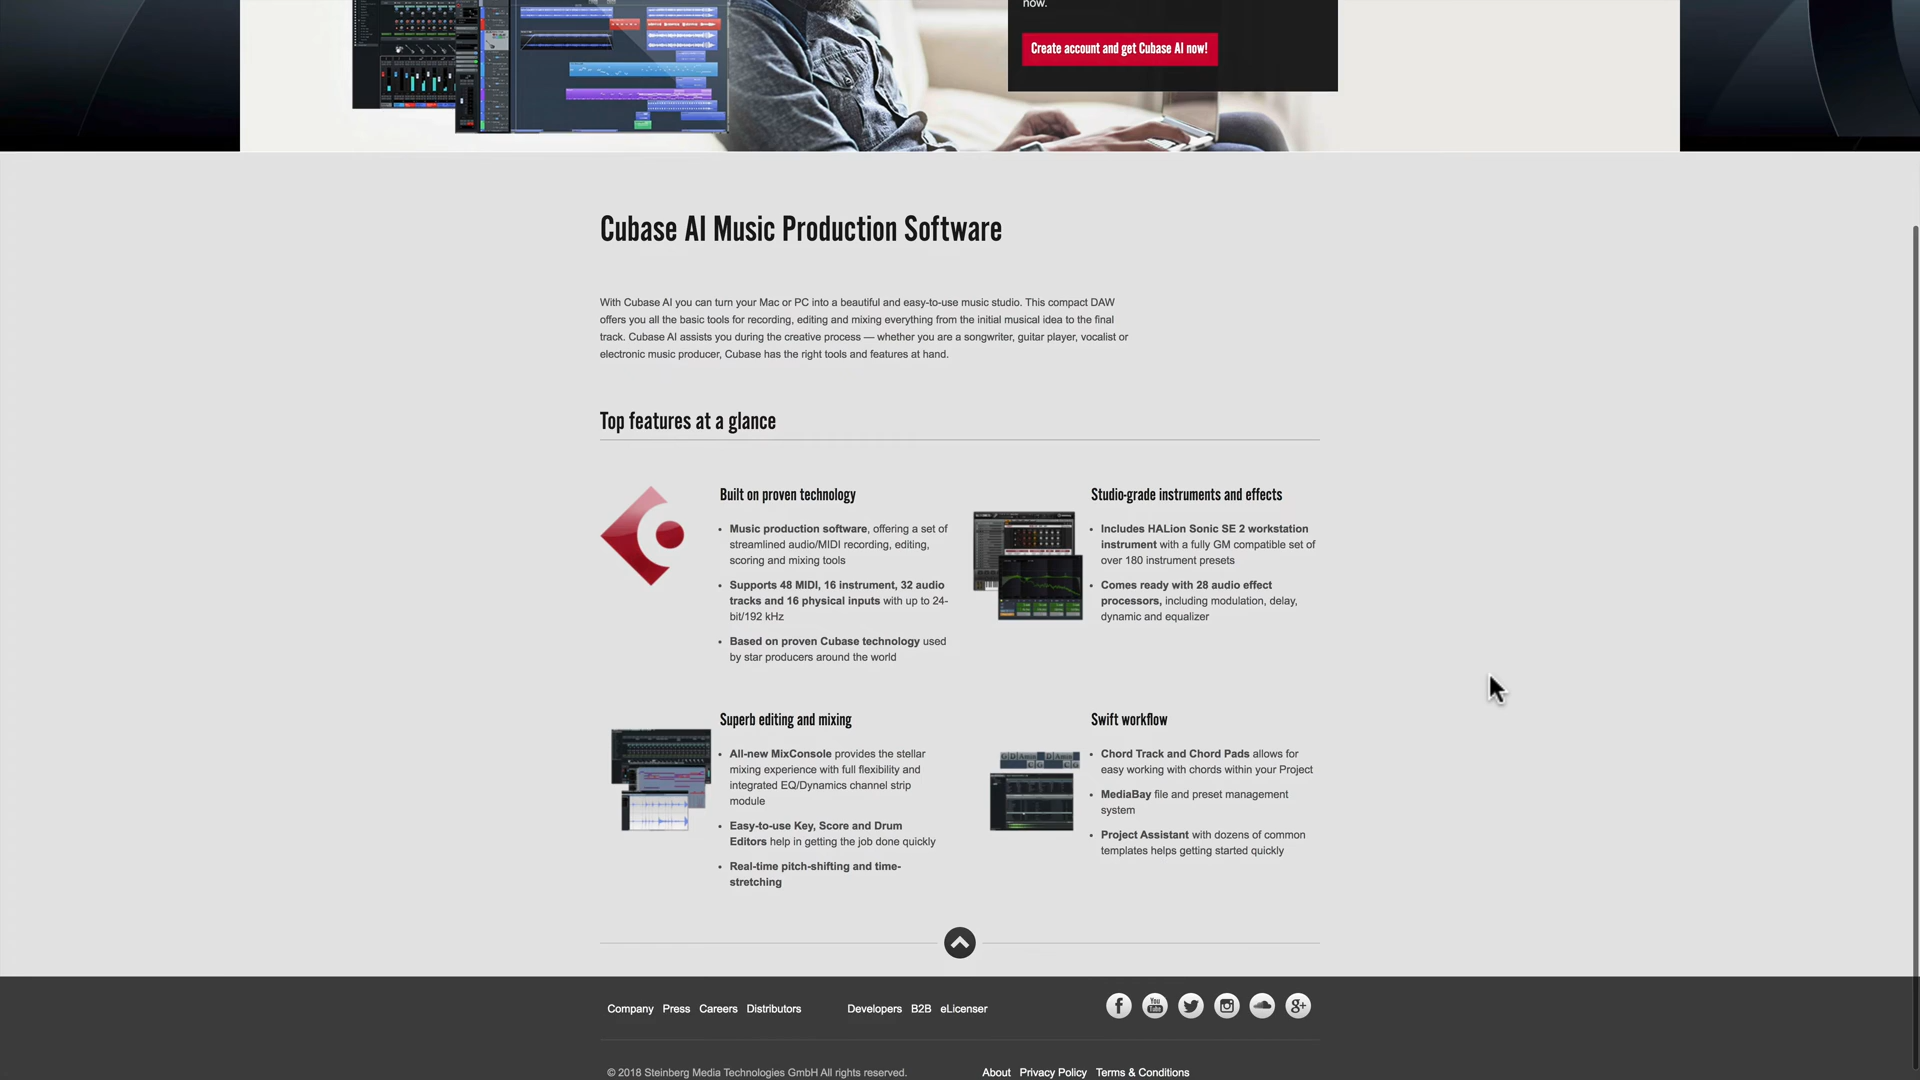 now.
Create account and get Cubase AI now!
Cubase AI Music Production Software
With Cubase AI you can turn your Mac or PC into a beautiful and easy-to-use music studio. This compact DAW
offers you all the basic tools for recording, editing and mixing everything from the initial musical idea to the final
track. Cubase AI assists you during the creative process — whether you are a songwriter, guitar player, vocalist or
electronic music producer, Cubase has the right tools and features at hand.
Top features at a glance
Built on proven technology
• Music production software, offering a set of
streamlined audio/MIDI recording, editing,
scoring and mixing tools
• Supports 48 MIDI, 16 instrument, 32 audio
tracks and 16 physical inputs with up to 24-
bit/192 kHz
• Based on proven Cubase technology used
by star producers around the world
Studio-grade instruments and effects
• Includes HALion Sonic SE 2 workstation
instrument with a fully GM compatible set of
over 180 instrument presets
• Comes ready with 28 audio effect
processors, including modulation, delay,
dynamic and equalizer
Superb editing and mixing
• All-new MixConsole provides the stellar
mixing experience with full flexibility and
integrated EQ/Dynamics channel strip
module
• Easy-to-use Key, Score and Drum
Editors help in getting the job done quickly
• Real-time pitch-shifting and time-
stretching
Swift workflow
• Chord Track and Chord Pads allows for
easy working with chords within your Project
• MediaBay file and preset management
system
• Project Assistant with dozens of common
templates helps getting started quickly
Company Press Careers Distributors Developers B2B eLicenser
© 2018 Steinberg Media Technologies GmbH All rights reserved. About Privacy Policy Terms & Conditions